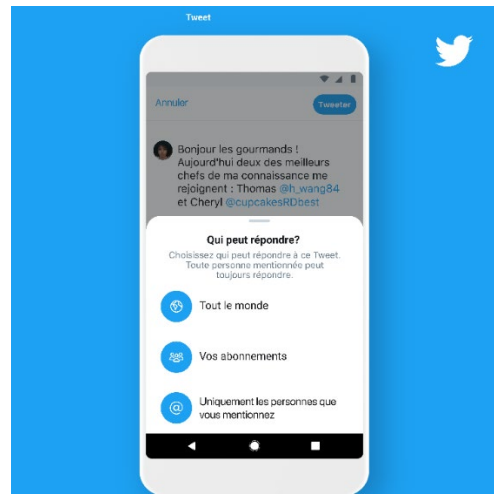 Tweet
Annuler
Tweeter
Bonjour les gourmands !
Aujourd'hui deux des meilleurs
chefs de ma connaissance me
rejoignent : Thomas @h_wang84
et Cheryl @cupcakesRDbest
Qui peut répondre?
Choisissez qui peut répondre à ce Tweet.
Toute personne mentionnée peut
toujours répondre.
Tout le monde
Vos abonnements
@ Uniquement les personnes que
vous mentionnez